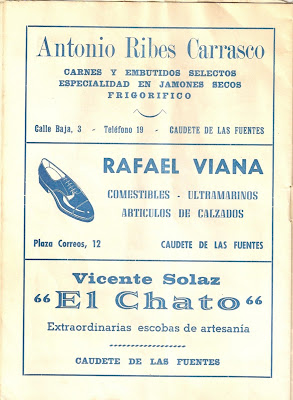 Antonio Ribes Carrasco
CARNES Y EMBUTIDOS SELECTOS
ESPECIALIDAD EN JAMONES SECOS
FRIGORIFICO
Calle Baja, 3 - Teléfono 19 - CAUDETE DE LAS FUENTES
RAFAEL VIANA
COMESTIBLES - ULTRAMARINOS
ARTICULOS DE CALZADOS
Plaza Correos, 12 CAUDETE DE LAS FUENTES
Vicente Solaz
“El Chato“
Extraordinarias escobas de artesanía
CAUDETE DE LAS FUENTES